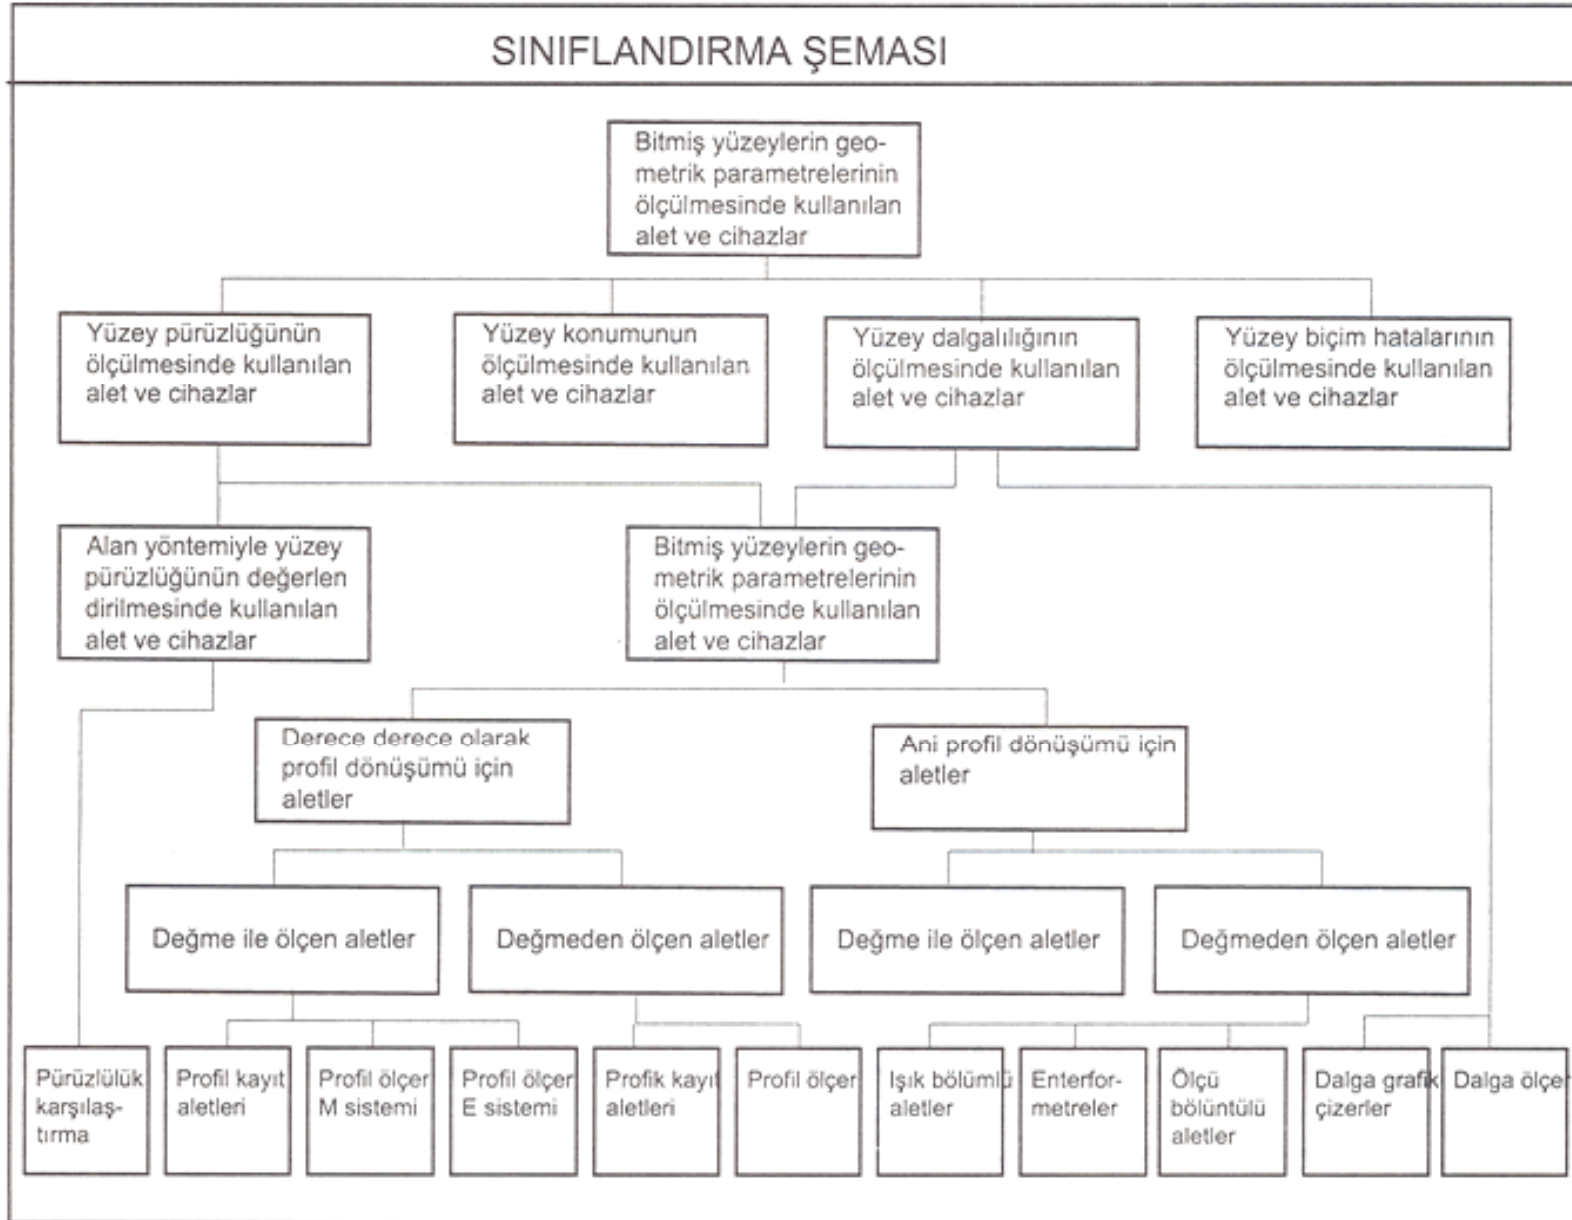 SINIFLANDIRMA ŞEMASI
Bitmiş yüzeylerin geo-
metrik parametrelerinin
ölçülmesinde kullanılan
alet ve cihazlar
Yüzey pürüzlüğünün
ölçülmesinde kullanılan
alet ve cihazlar
Yüzey konumunun
ölçülmesinde kullanılan
alet ve cihazlar
Yüzey dalgalılığının
ölçülmesinde kullanılan
alet ve cihazlar
Yüzey biçim hatalarının
ölçülmesinde kullanılan
alet ve cihazlar
Alan yöntemiyle yüzey
pürüzlüğünün değerlen
dirilmesinde kullanılan
alet ve cihazlar
Bitmiş yüzeylerin geo-
metrik parametrelerinin
ölçülmesinde kullanılan
alet ve cihazlar
Derece derece olarak
profil dönüşümü için
aletler
Ani profil dönüşümü için
aletler
Değme ile ölçen aletler
Değmeden ölçen aletler
Değme ile ölçen aletler
Değmeden ölçen aletler
Pürüzlülük
karşılaş-
tırma
Profil kayıt
aletleri
Profil ölçer
M sistemi
Profil ölçer
E sistemi
Profik kayıt
aletleri
Profil ölçer
Işık bölümlü
aletler
Enterfor-
metreler
Ölçü
bölüntülü
aletler
Dalga grafik
çizerler
Dalga ölçer